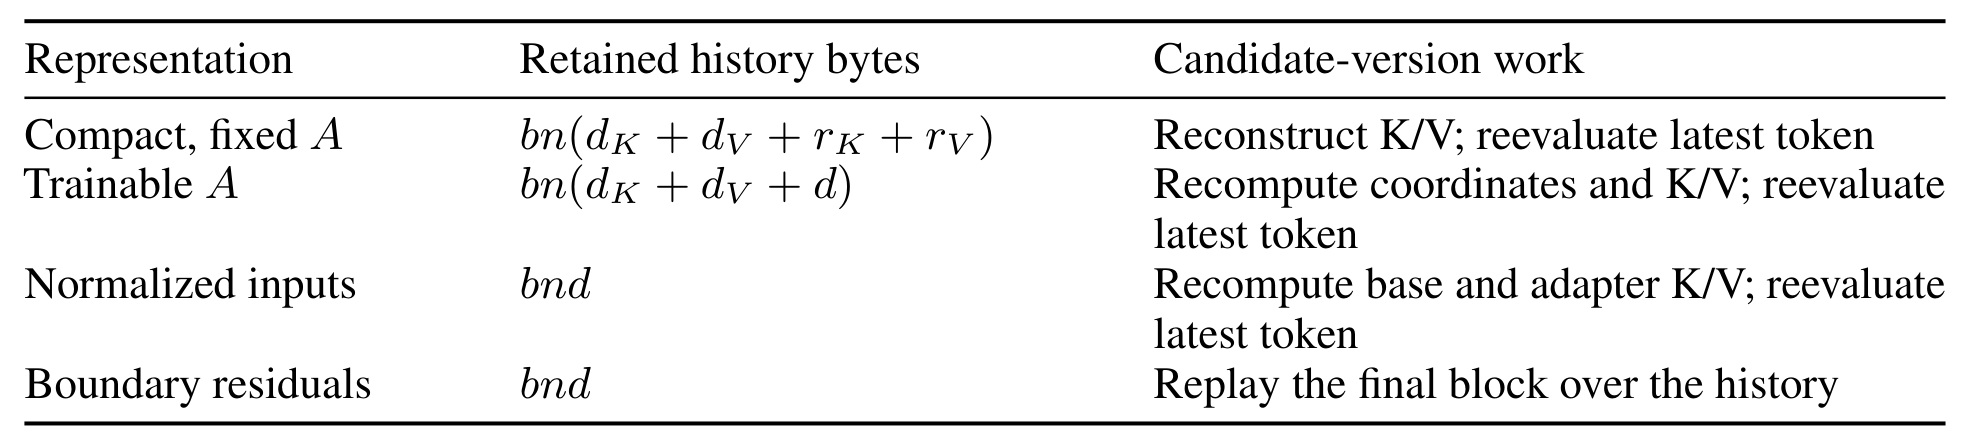 Representation Retained history bytes Candidate-version work
Compact, fixed A bn(d_K + d_V + r_K + r_V) Reconstruct K/V; reevaluate latest token
Trainable A bn(d_K + d_V + d) Recompute coordinates and K/V; reevaluate
latest token
Normalized inputs bnd Recompute base and adapter K/V; reevaluate
latest token
Boundary residuals bnd Replay the final block over the history